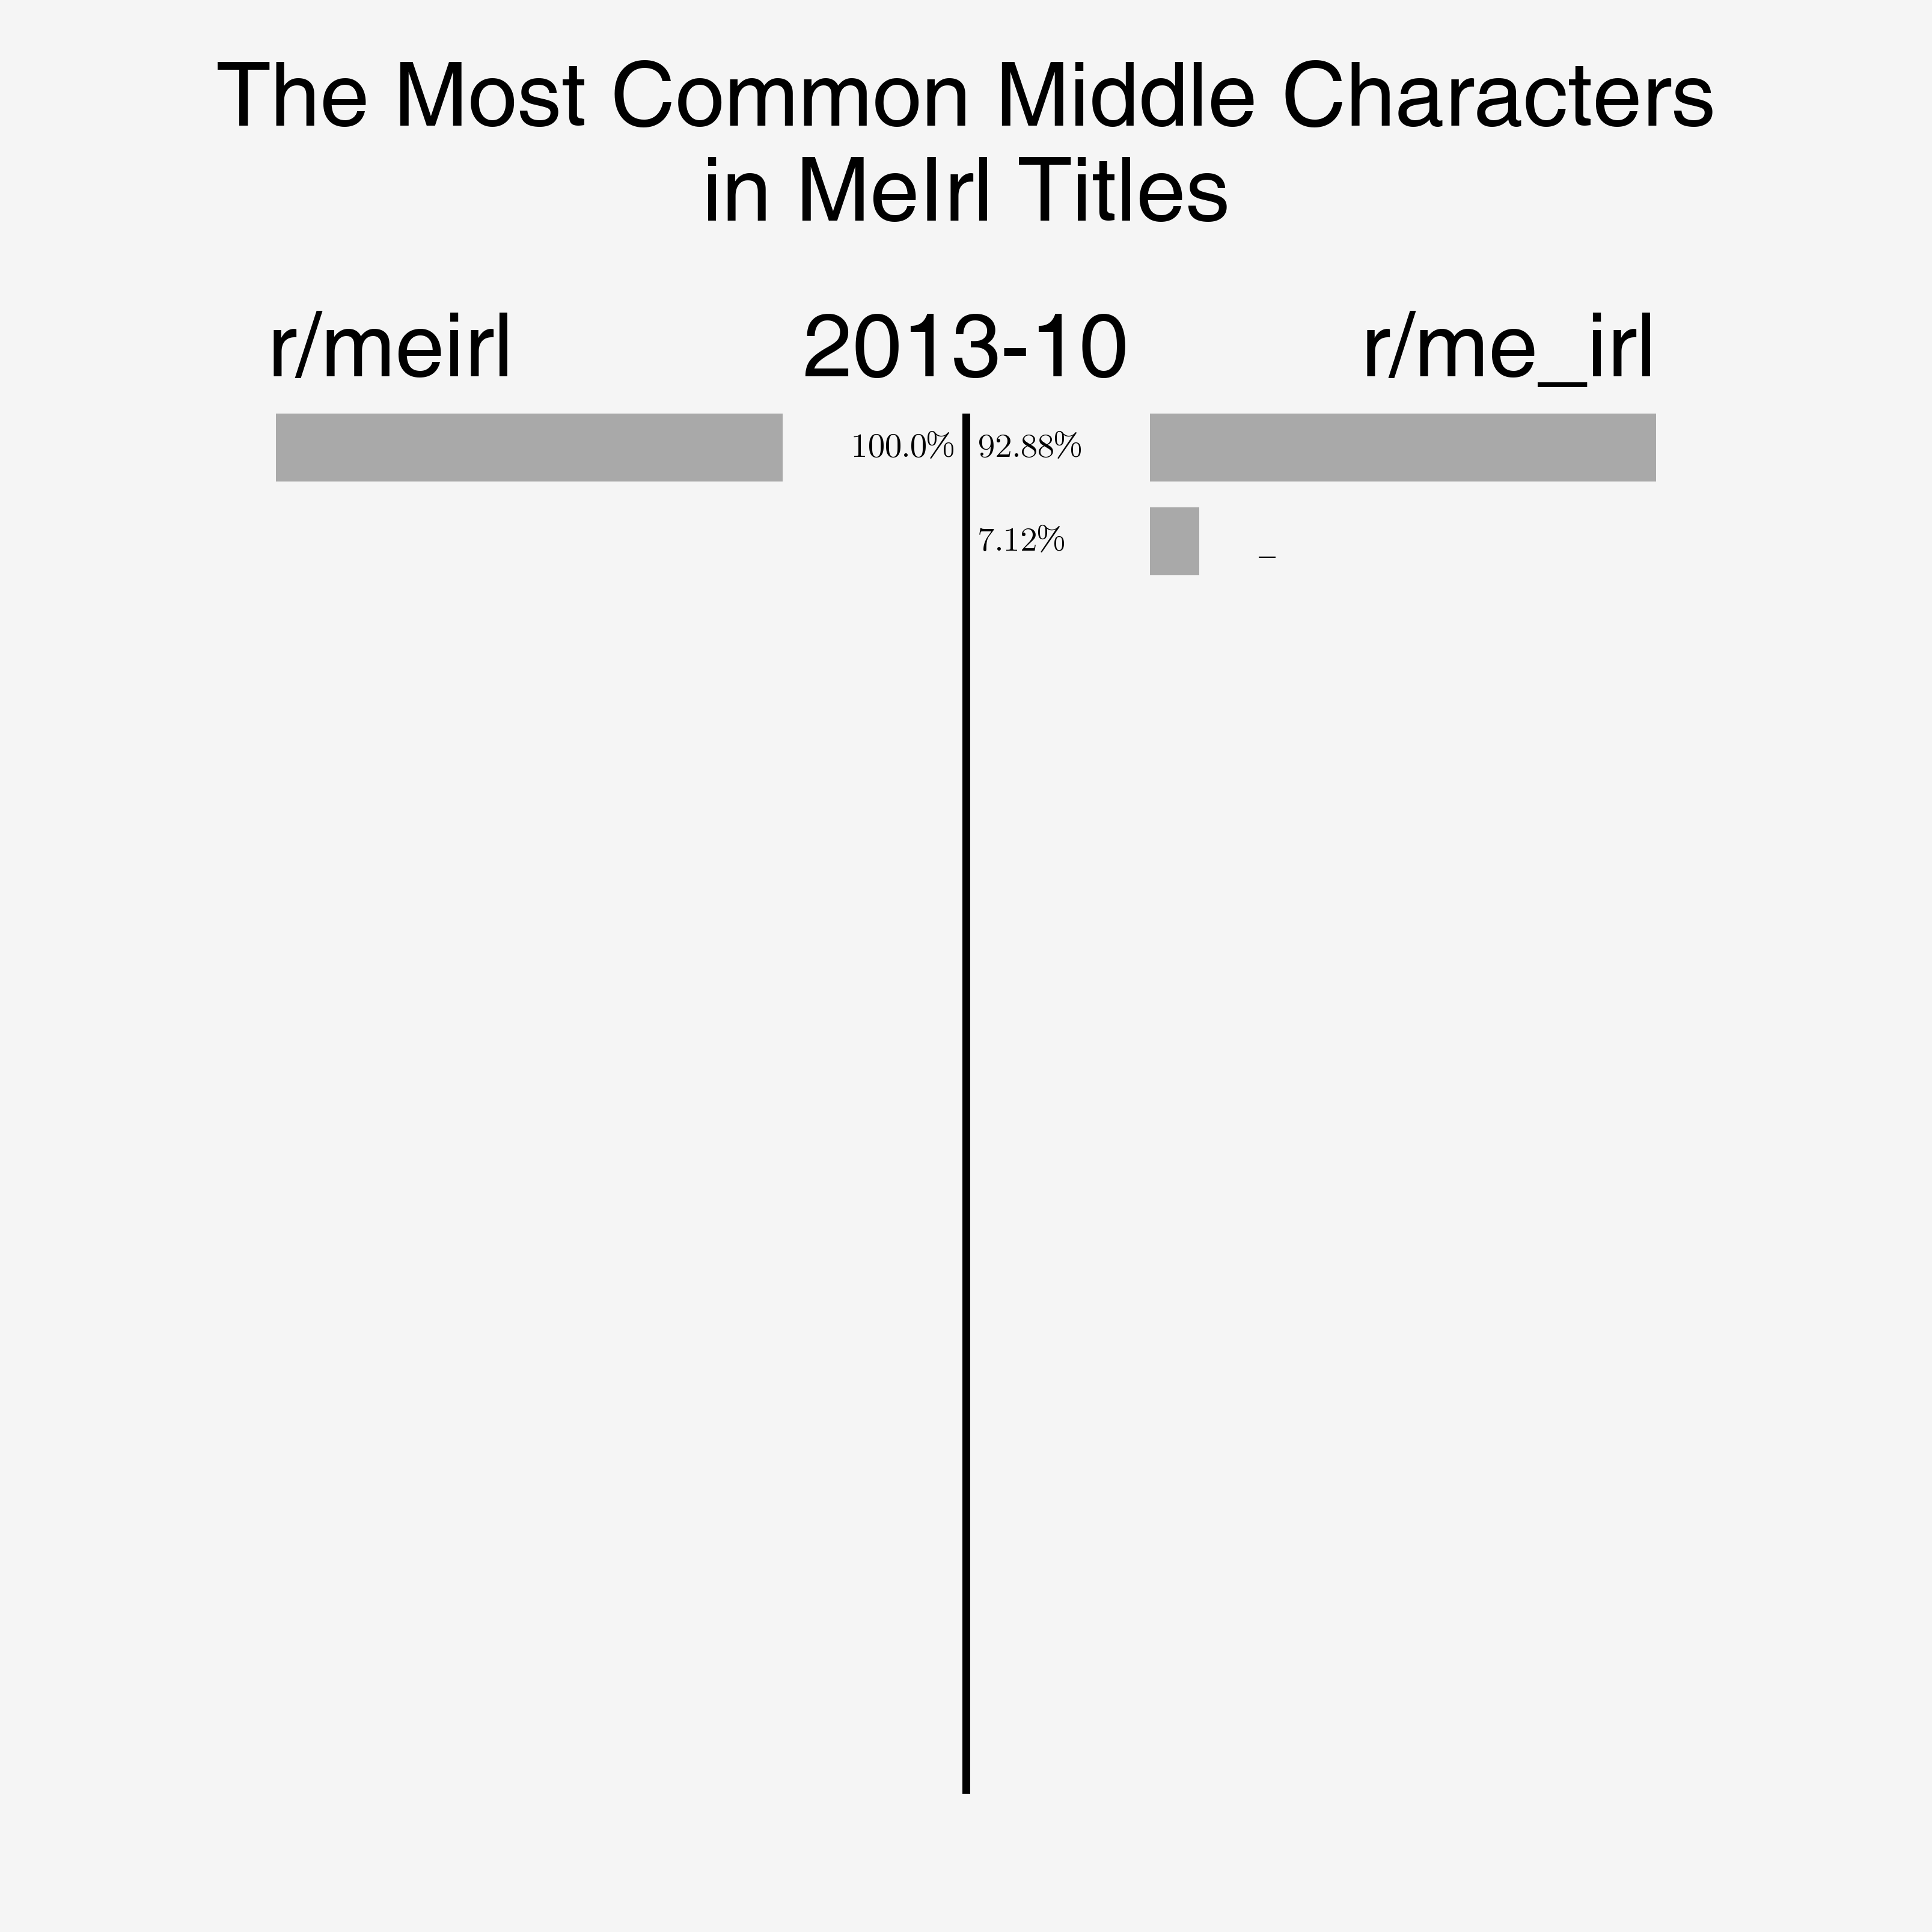 The Most Common Middle Characters
in MeIrl Titles
r/meirl 2013-10 r/me_irl
100.0% 92.88%
7.12% _